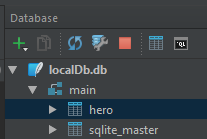 Database
localDb.db
main
hero
sqlite_master